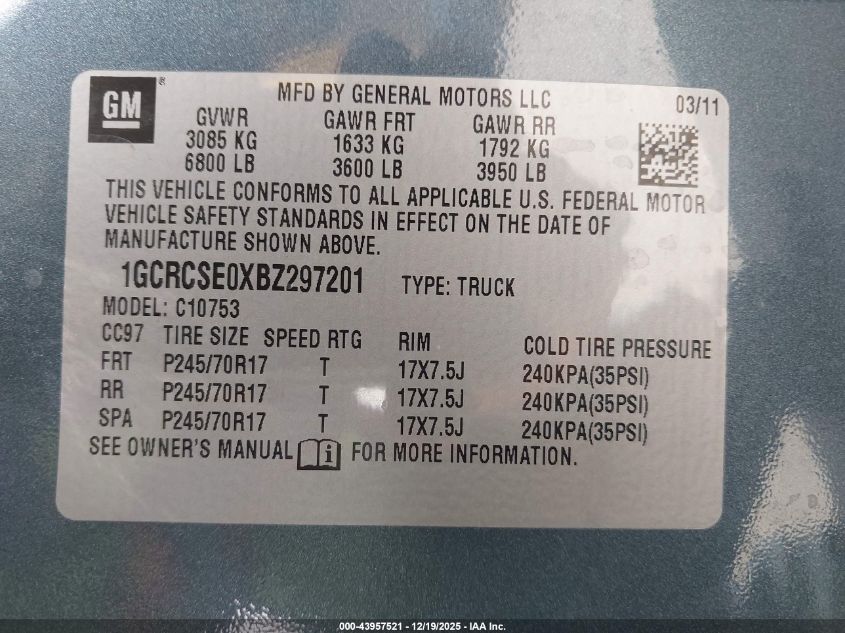 GM
MFD BY GENERAL MOTORS LLC 03/11
GVWR GAWR FRT GAWR RR
3085 KG 1633 KG 1792 KG
6800 LB 3600 LB 3950 LB
THIS VEHICLE CONFORMS TO ALL APPLICABLE U.S. FEDERAL MOTOR
VEHICLE SAFETY STANDARDS IN EFFECT ON THE DATE OF
MANUFACTURE SHOWN ABOVE.
1GCRCSE0XBZ297201 TYPE: TRUCK
MODEL: C10753
CC97 TIRE SIZE SPEED RTG RIM COLD TIRE PRESSURE
FRT P245/70R17 T 17X7.5J 240KPA(35PSI)
RR P245/70R17 T 17X7.5J 240KPA(35PSI)
SPA P245/70R17 T 17X7.5J 240KPA(35PSI)
SEE OWNER'S MANUAL i FOR MORE INFORMATION.
000-43957521 - 12/19/2025 - IAA Inc.